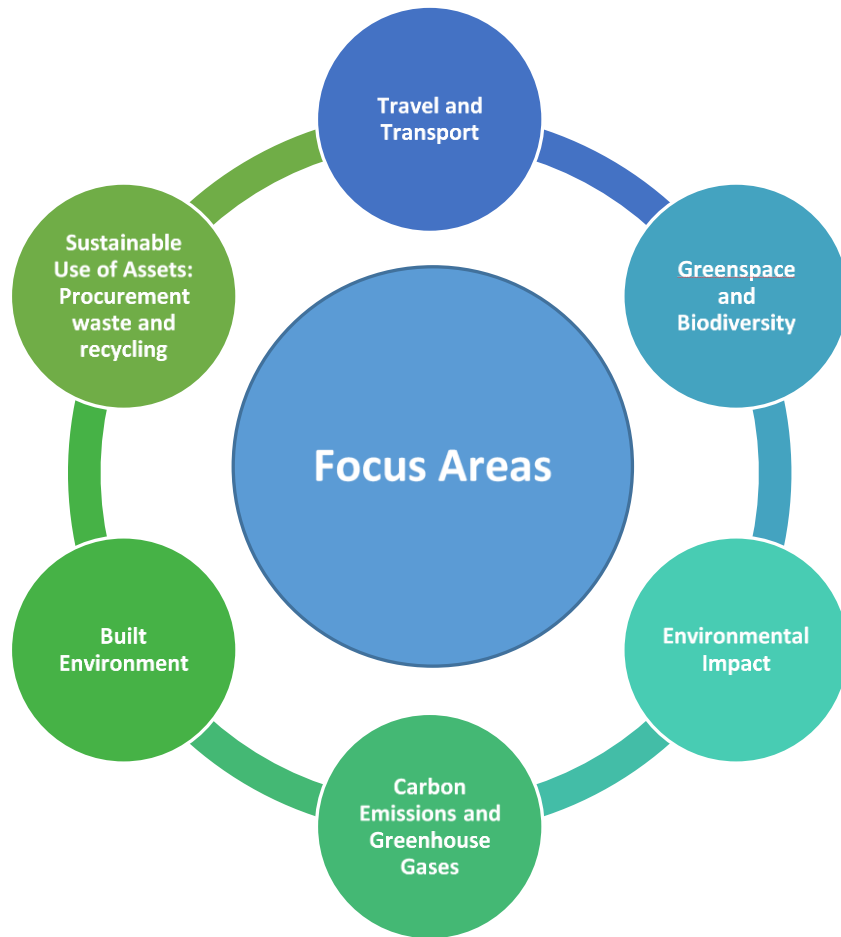 Travel and
Transport
Greenspace
and
Biodiversity
Environmental
Impact
Carbon
Emissions and
Greenhouse
Gases
Built
Environment
Sustainable
Use of Assets:
Procurement
waste and
recycling
Focus Areas